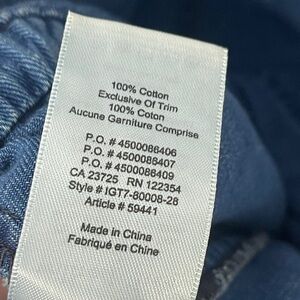 100% Cotton
Exclusive Of Trim
100% Coton
Aucune Garniture Comprise
P.O. # 4500086406
P.O. # 4500086407
P.O. # 4500086409
CA 23725 RN 122354
Style # IGT7-80008-28
Article # 59441
Made in China
Fabriqué en Chine